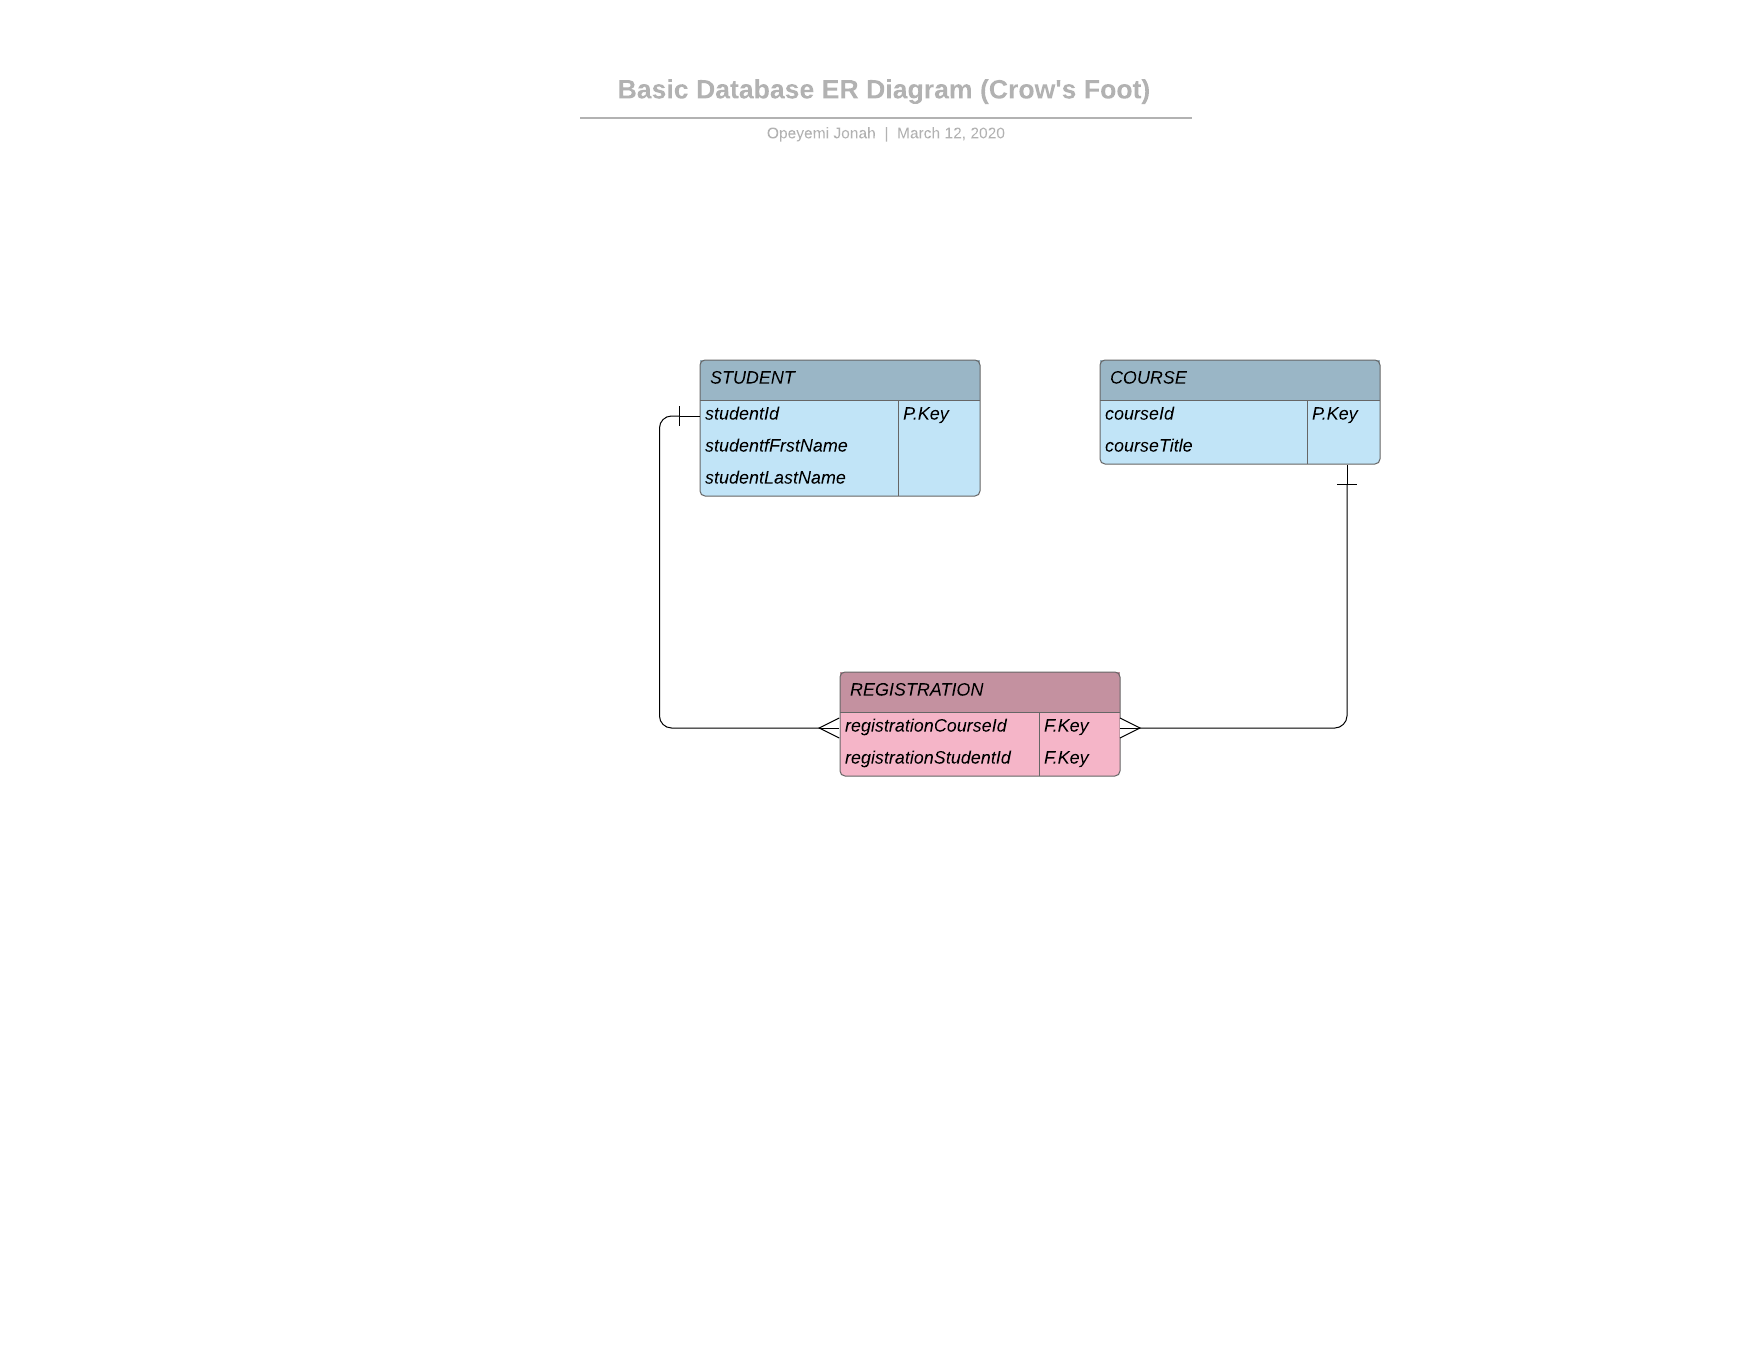 Basic Database ER Diagram (Crow's Foot)
Opeyemi Jonah | March 12, 2020
STUDENT
studentId P.Key
studentfFrstName
studentLastName
COURSE
courseId P.Key
courseTitle
REGISTRATION
registrationCourseId F.Key
registrationStudentId F.Key